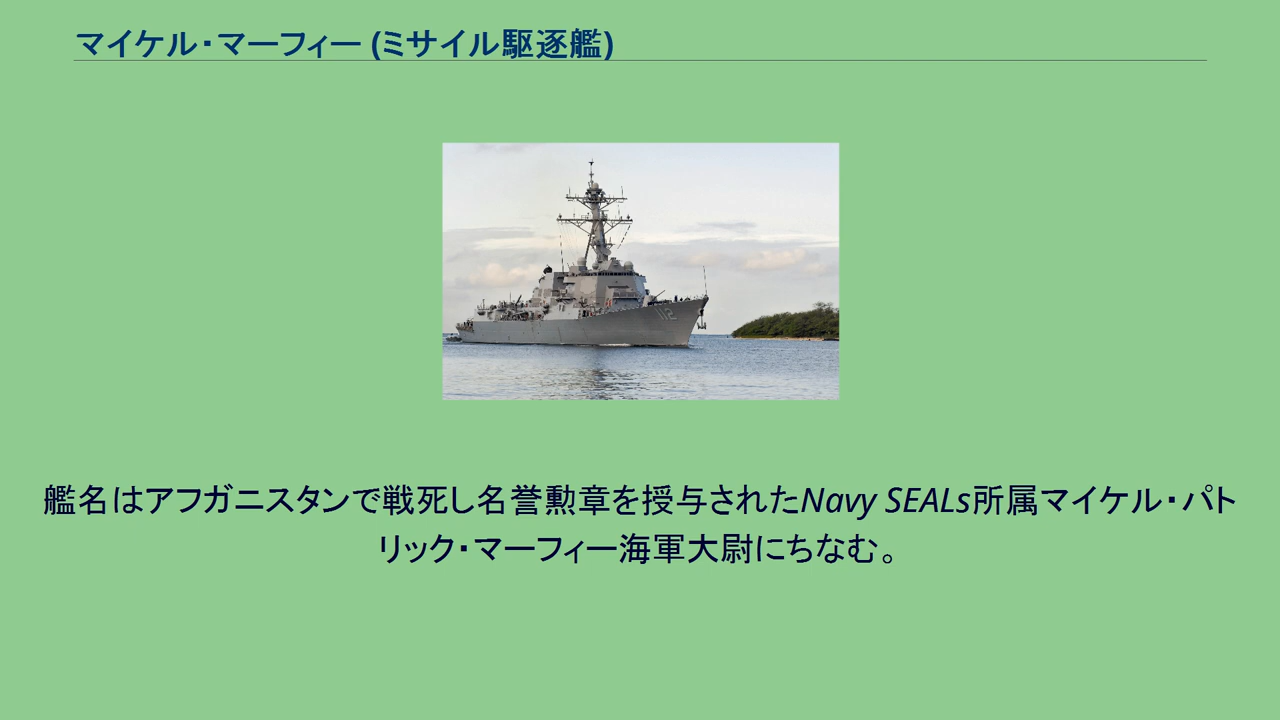 マイケル・マーフィー (ミサイル駆逐艦)
112
艦名はアフガニスタンで戦死し名誉勲章を授与されたNavy SEALs所属マイケル・パト
リック・マーフィー海軍大尉にちなむ。